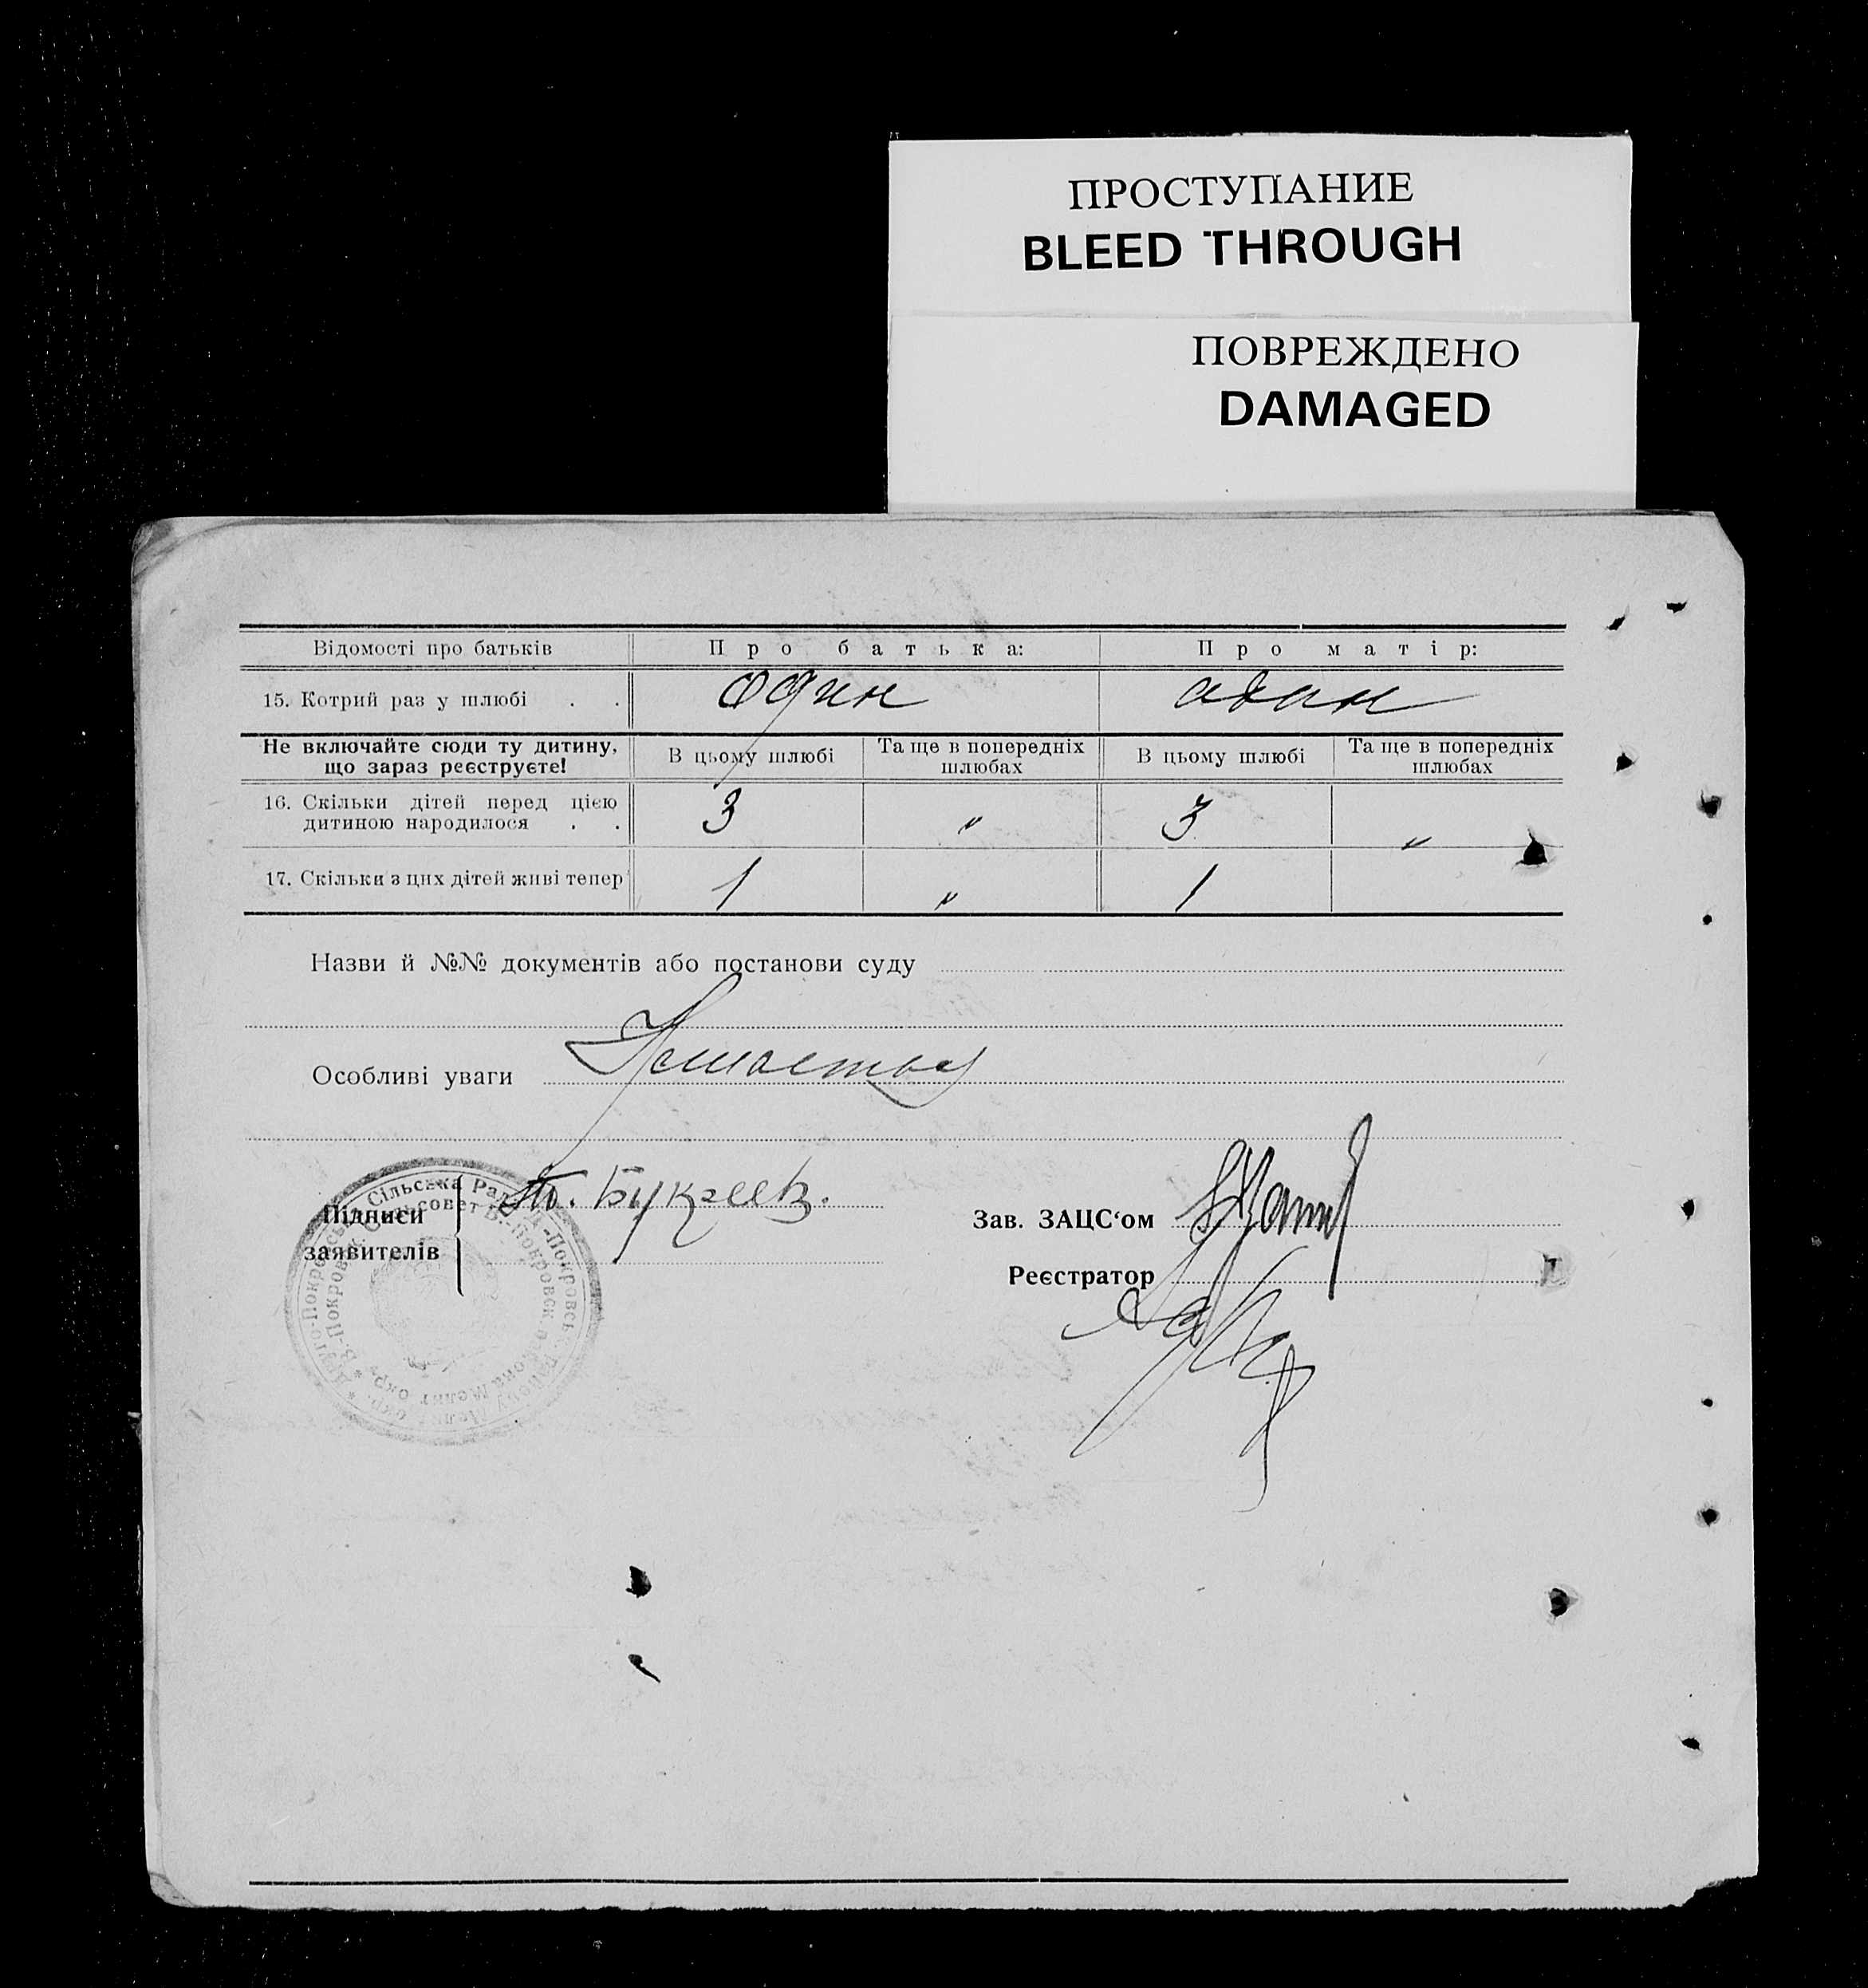 ПРОСТУПАНИЕ
BLEED THROUGH
ПОВРЕЖДЕНО
DAMAGED
Відомості про батьків Про батька: Про матір:
15. Котрий раз у шлюбі . . один адин
Не включайте сюди ту дитину, що зараз реєструєте! В цьому шлюбі Та ще в попередніх шлюбах В цьому шлюбі Та ще в попередніх шлюбах
16. Скільки дітей перед цією дитиною народилося . . 3 " 3 "
17. Скільки з цих дітей живі тепер 1 " 1
Назви й №№ документів або постанови суду
Особливі уваги
Підписи
заявителів
Букреев.
Зав. ЗАЦС‘ом
Реєстратор